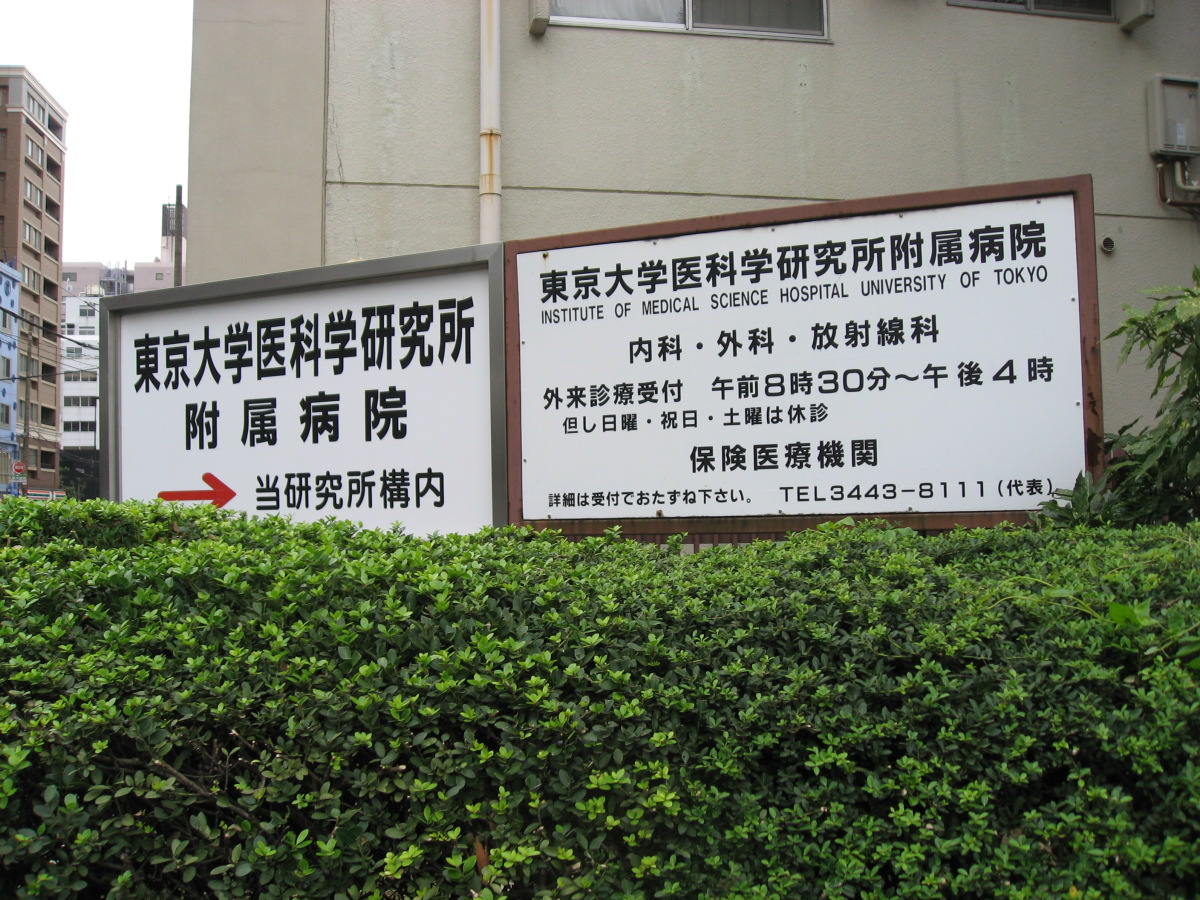 東京大学医科学研究所
附属病院
当研究所構内
東京大学医科学研究所附属病院
INSTITUTE OF MEDICAL SCIENCE HOSPITAL UNIVERSITY OF TOKYO
内科・外科・放射線科
外来診療受付 午前8時30分〜午後4時
但し日曜・祝日・土曜は休診
保険医療機関
詳細は受付でおたずね下さい。 TEL3443-8111(代表)